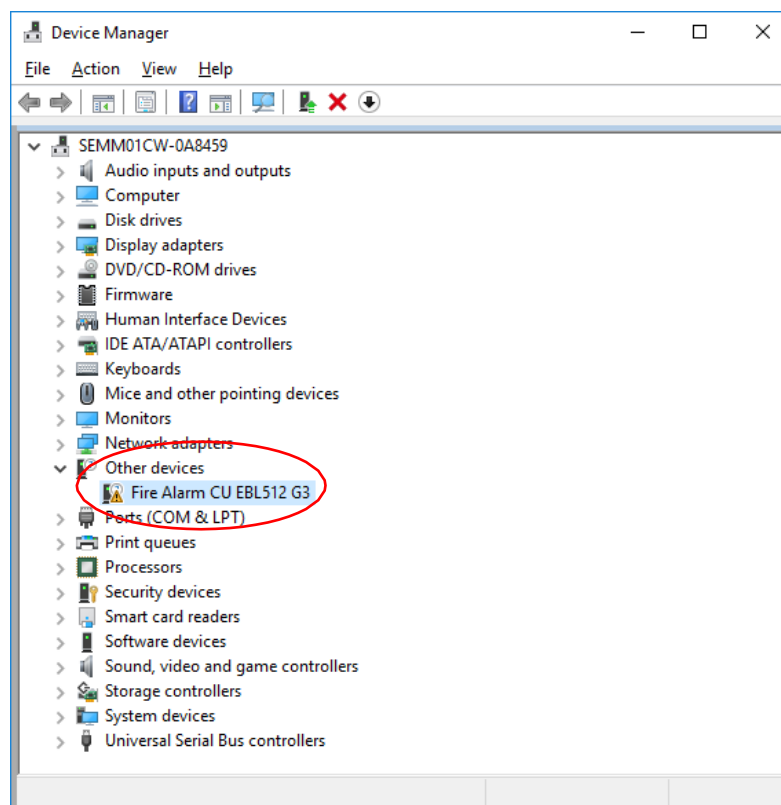 Device Manager
File Action View Help
SEMM01CW-0A8459
Audio inputs and outputs
Computer
Disk drives
Display adapters
DVD/CD-ROM drives
Firmware
Human Interface Devices
IDE ATA/ATAPI controllers
Keyboards
Mice and other pointing devices
Monitors
Network adapters
Other devices
Fire Alarm CU EBL512 G3
Ports (COM & LPT)
Print queues
Processors
Security devices
Smart card readers
Software devices
Sound, video and game controllers
Storage controllers
System devices
Universal Serial Bus controllers